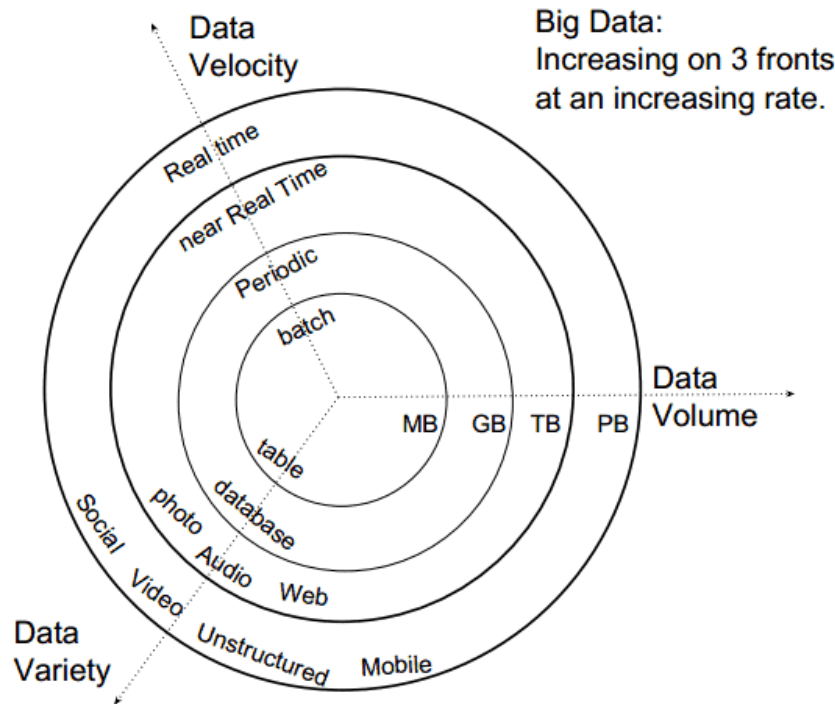 Data
Velocity
Big Data:
Increasing on 3 fronts
at an increasing rate.
Real time
near Real Time
Periodic
batch
Data
Volume
MB GB TB PB
table
database
photo
Audio
Web
Social
Video
Unstructured
Mobile
Data
Variety